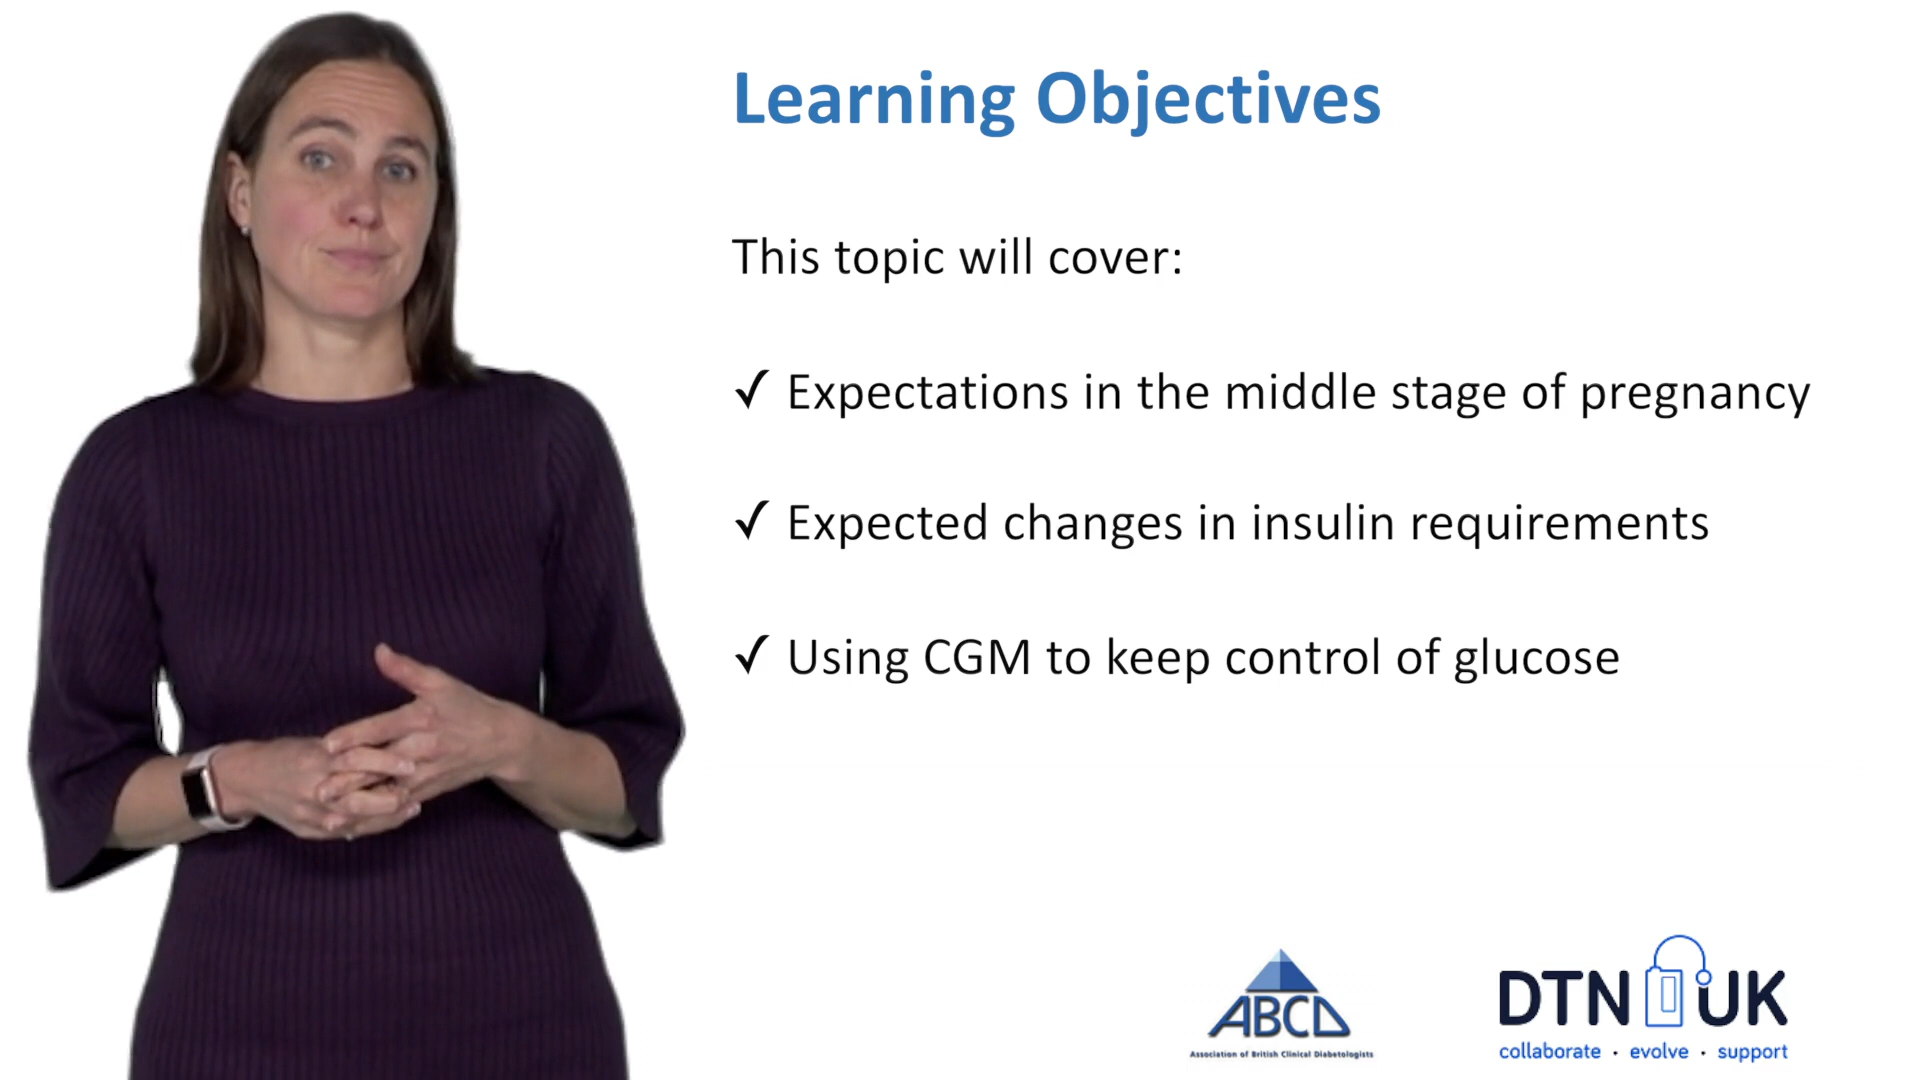 Learning Objectives
This topic will cover:
✓ Expectations in the middle stage of pregnancy
✓ Expected changes in insulin requirements
✓ Using CGM to keep control of glucose
ABCD
Association of British Clinical Diabetologists
DTN UK
collaborate · evolve · support